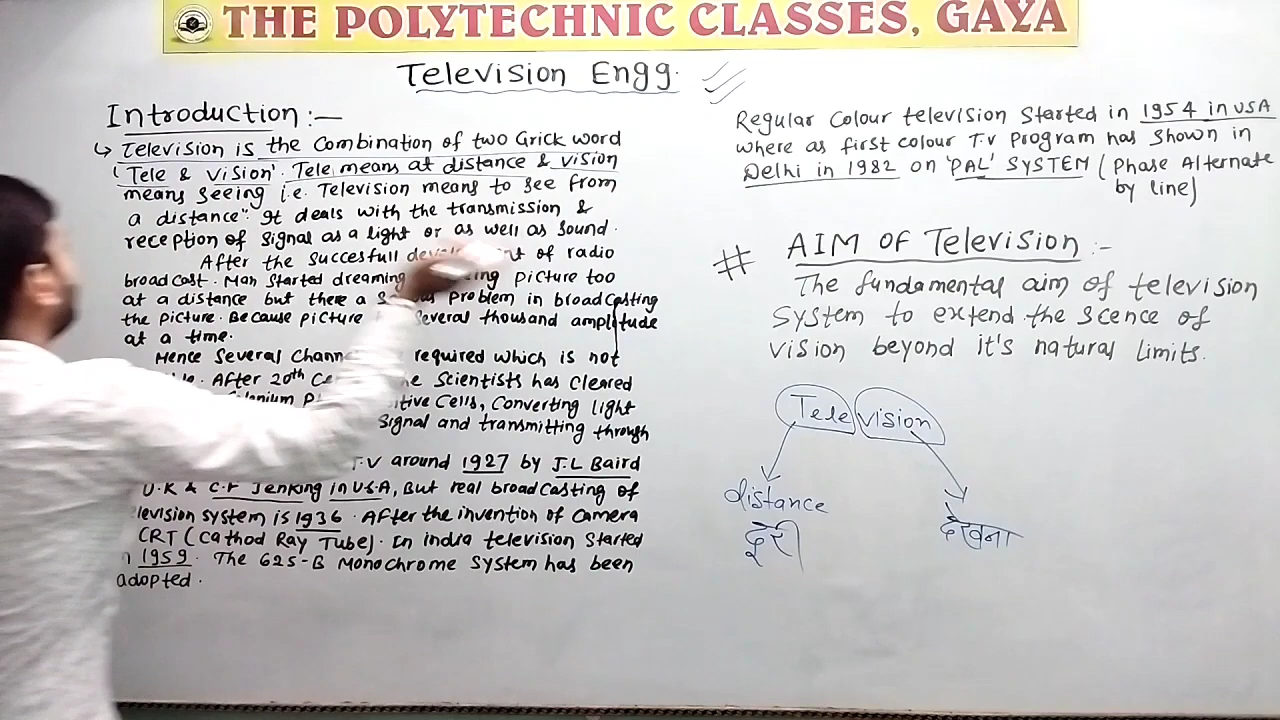 THE POLYTECHNIC CLASSES, GAYA
Television Engg.
Introduction :—
Television is the Combination of two Grick word
'Tele & Vision'. Tele means at distance & vision
means seeing i.e. Television means to see from
a distance". It deals with the transmission &
reception of signal as a light or as well as sound.
After the succesfull of radio
broad cast. Man started dreaming picture too
at a distance but there a problem in broadcasting
the picture. Because picture several thousand amplitude
at a time.
Hence several required which is not
After 20th Scientists has cleared
Cells, Converting light
Signal and transmitting through
T.V around 1927 by J.L Baird
U.K & C.F Jenking in U.S.A, But real broad casting of
system is 1936. After the invention of camera
CRT (Cathod Ray Tube). In india television started
1959. The 625-B Monochrome system has been
adopted.
Regular Colour television started in 1954 in USA
where as first colour T.V Program has shown in
Delhi in 1982 on 'PAL' SYSTEM (Phase Alternate
by line)
# AIM OF Television :-
The fundamental aim of television
System to extend the scence of
vision beyond it's natural limits.
Tele vision
distance
दूरी
देखना